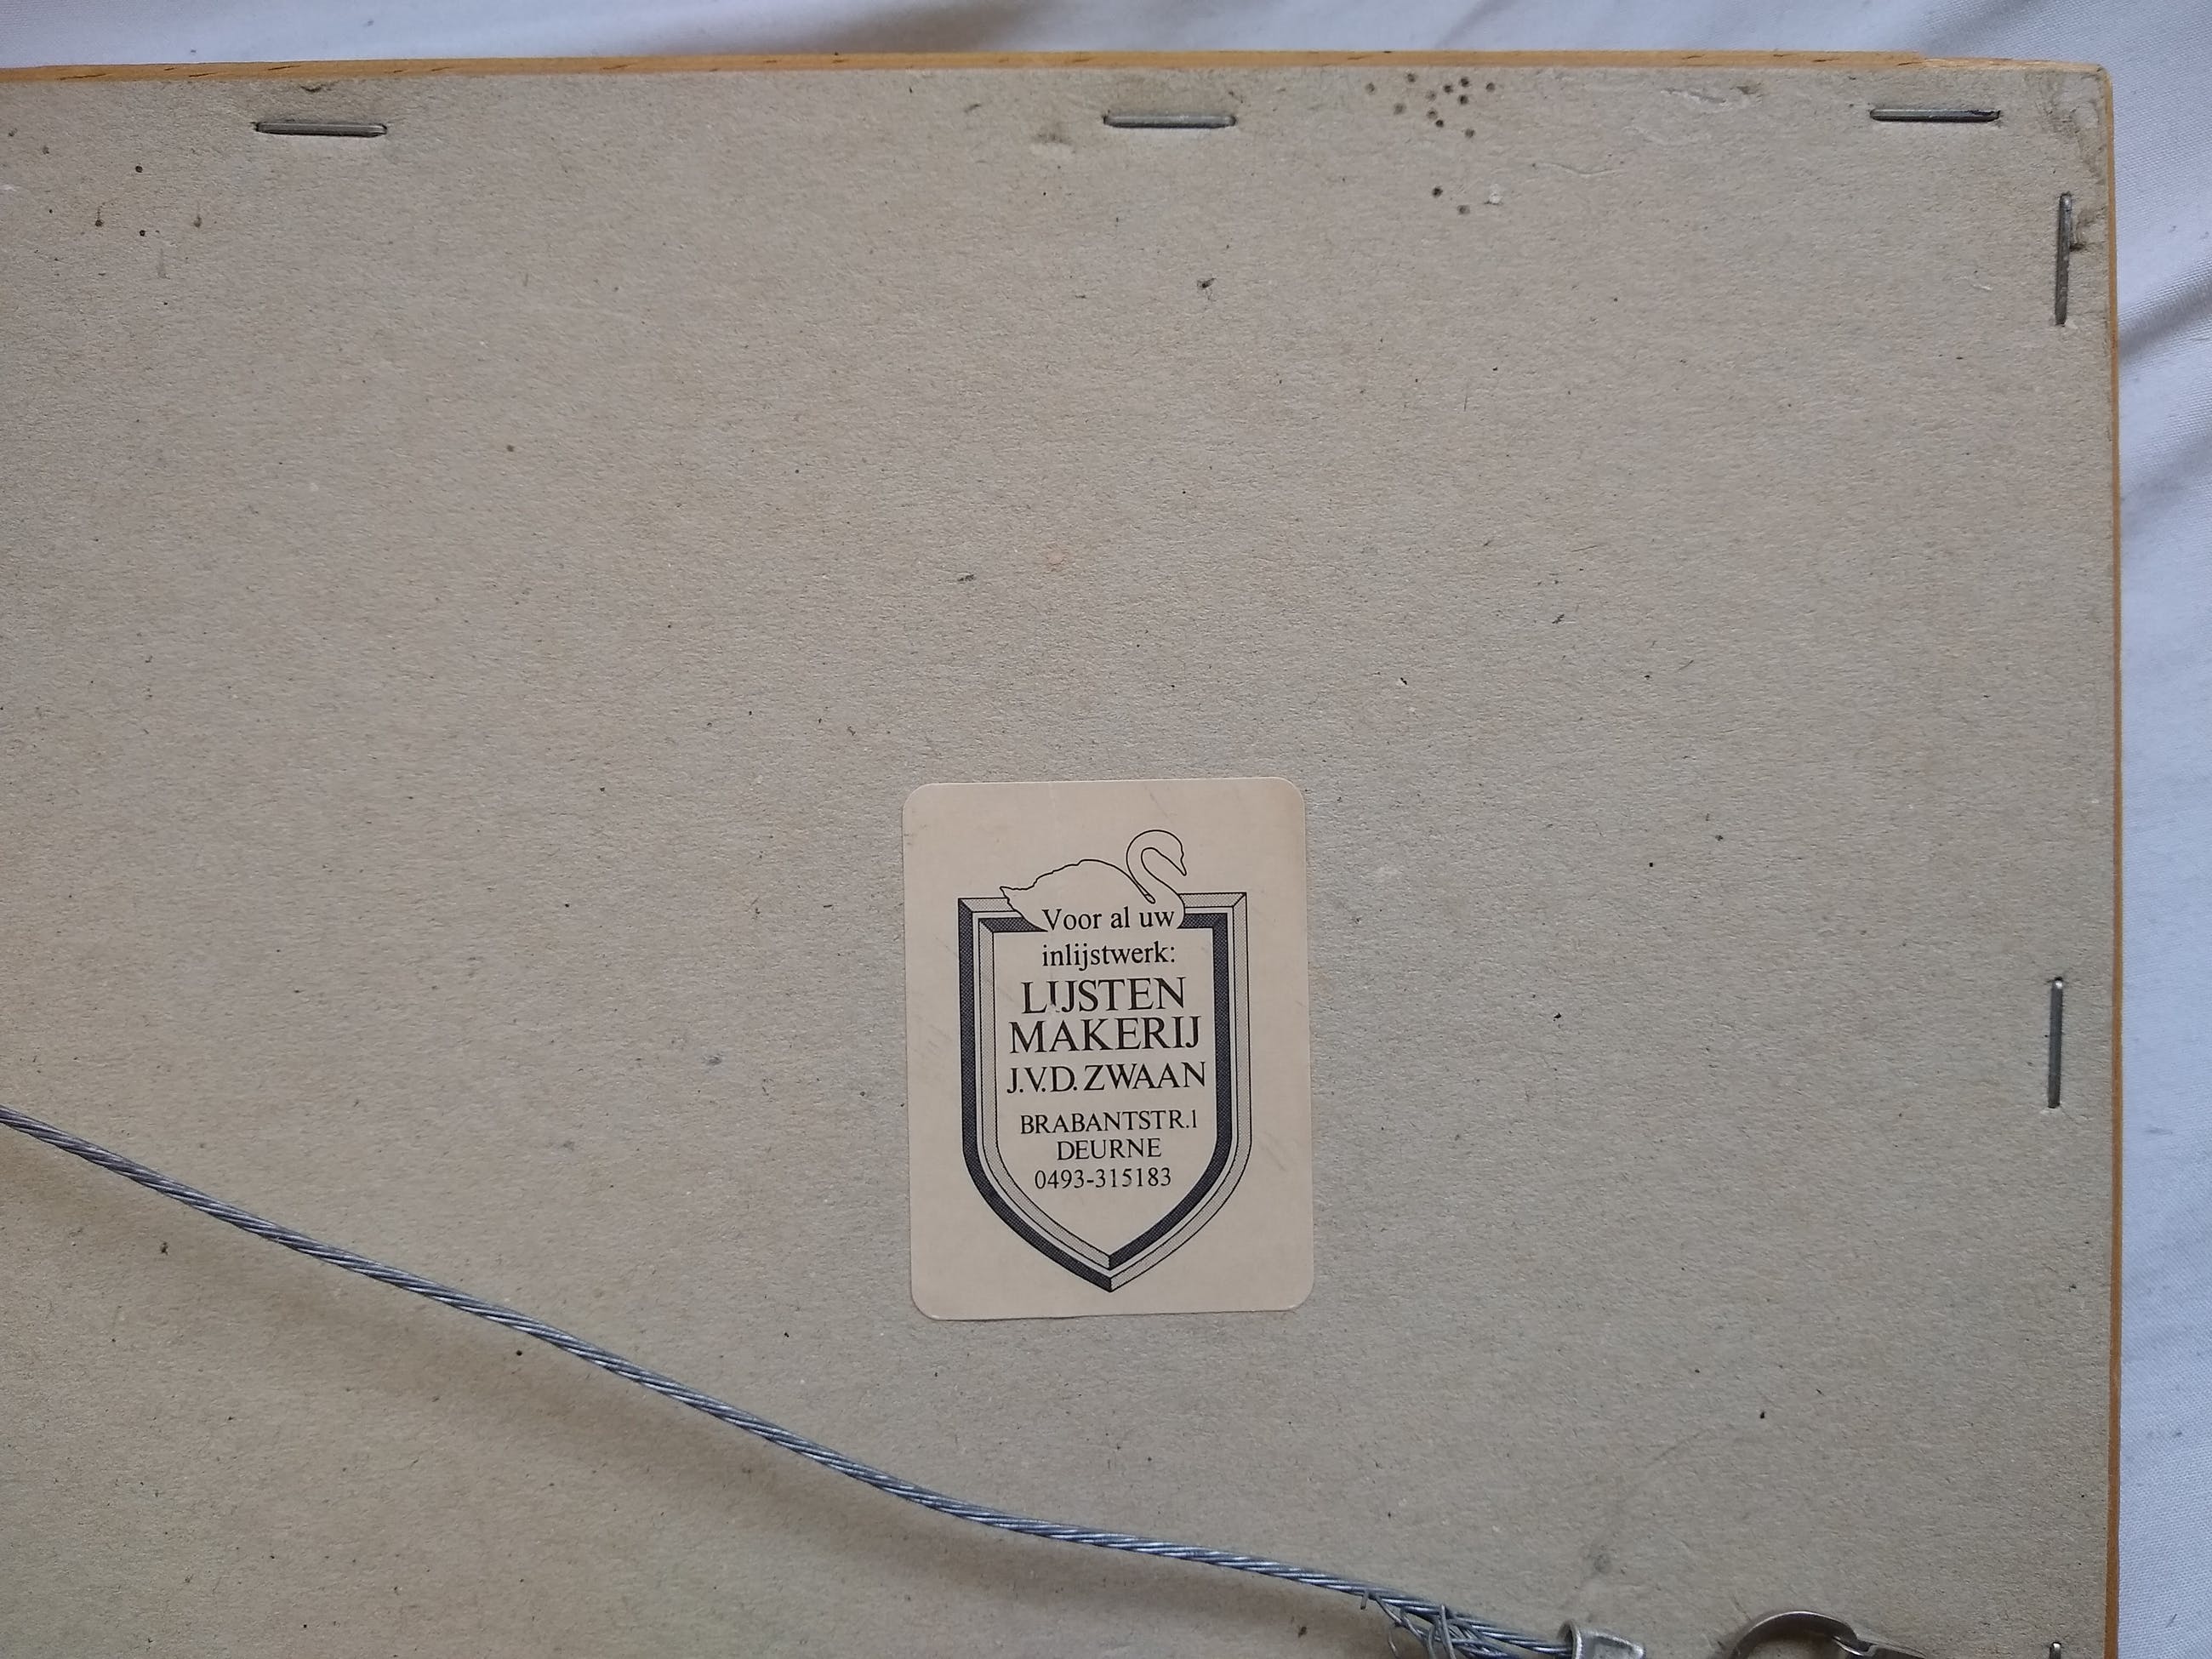 Voor al uw
inlijstwerk:
LIJSTEN
MAKERIJ
J.V.D. ZWAAN
BRABANTSTR.1
DEURNE
0493-315183